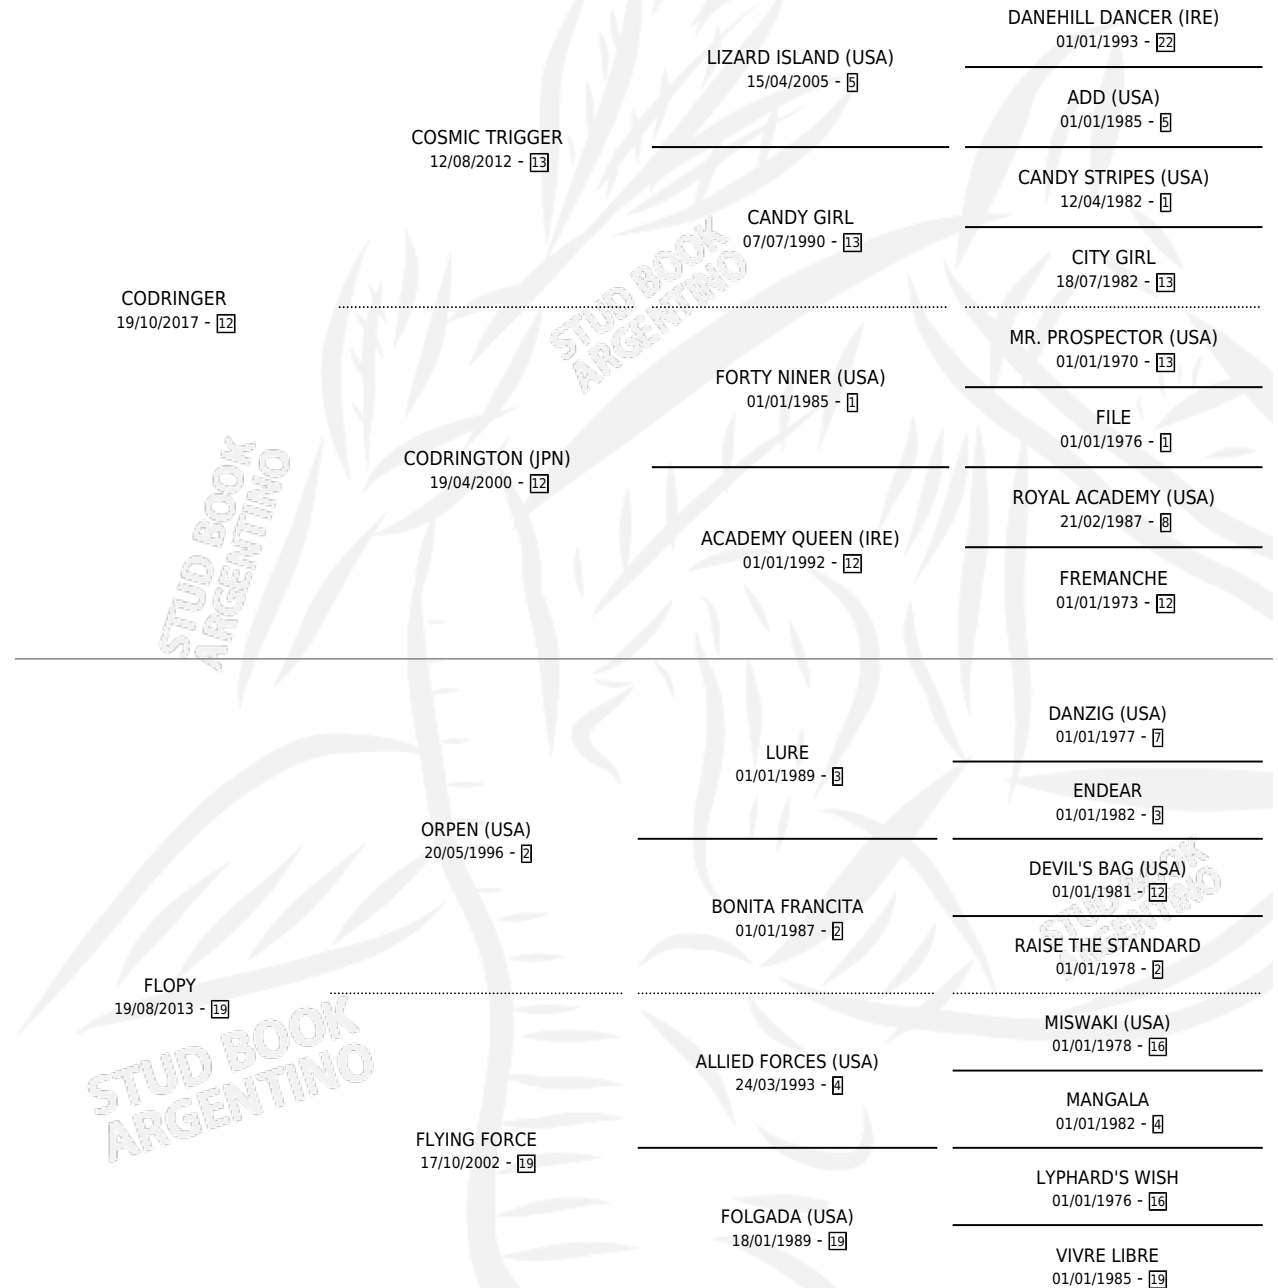 DANEHILL DANCER (IRE)
01/01/1993 - 22
LIZARD ISLAND (USA)
15/04/2005 - 5
ADD (USA)
01/01/1985 - 5
COSMIC TRIGGER
12/08/2012 - 13
CANDY STRIPES (USA)
12/04/1982 - 1
CANDY GIRL
07/07/1990 - 13
CITY GIRL
18/07/1982 - 13
CODRINGER
19/10/2017 - 12
STUD BOOK
ARGENTINO
MR. PROSPECTOR (USA)
01/01/1970 - 13
FORTY NINER (USA)
01/01/1985 - 1
FILE
01/01/1976 - 1
CODRINGTON (JPN)
19/04/2000 - 12
ROYAL ACADEMY (USA)
21/02/1987 - 8
ACADEMY QUEEN (IRE)
01/01/1992 - 12
FREMANCHE
01/01/1973 - 12
STUD BOOK
ARGENTINO
DANZIG (USA)
01/01/1977 - 7
LURE
01/01/1989 - 3
ENDEAR
01/01/1982 - 3
ORPEN (USA)
20/05/1996 - 2
DEVIL'S BAG (USA)
01/01/1981 - 12
BONITA FRANCITA
01/01/1987 - 2
RAISE THE STANDARD
01/01/1978 - 2
STUD BOOK
ARGENTINO
FLOPY
19/08/2013 - 19
STUD BOOK
ARGENTINO
MISWAKI (USA)
01/01/1978 - 16
ALLIED FORCES (USA)
24/03/1993 - 4
MANGALA
01/01/1982 - 4
FLYING FORCE
17/10/2002 - 19
LYPHARD'S WISH
01/01/1976 - 16
FOLGADA (USA)
18/01/1989 - 19
VIVRE LIBRE
01/01/1985 - 19